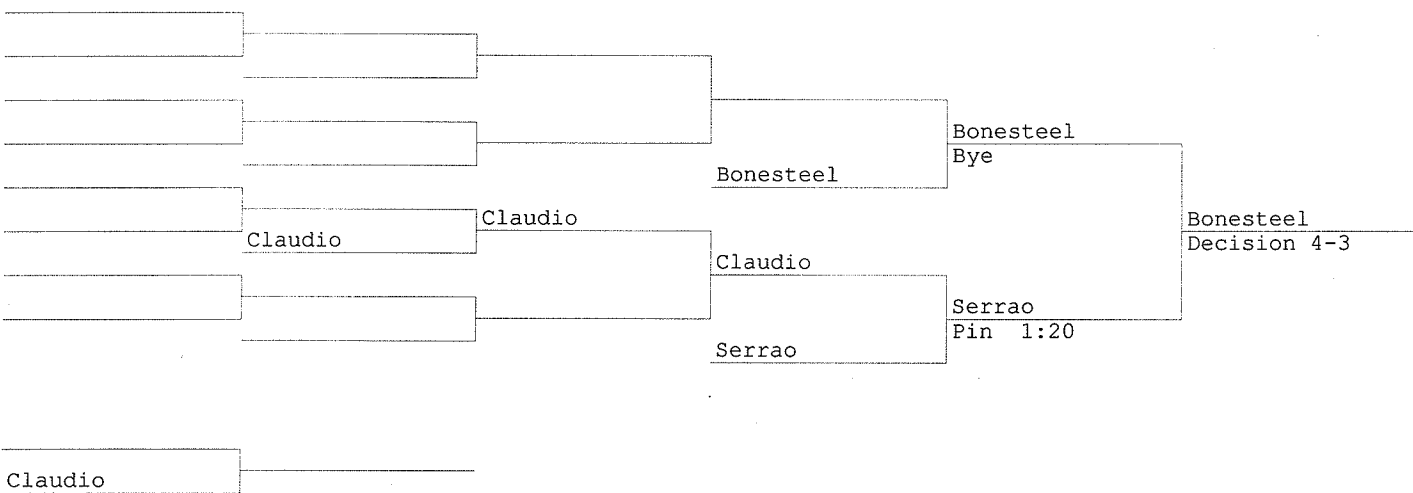 Bonesteel
Bye
Bonesteel
Claudio
Bonesteel
Claudio
Decision 4-3
Claudio
Serrao
Pin 1:20
Serrao
Claudio